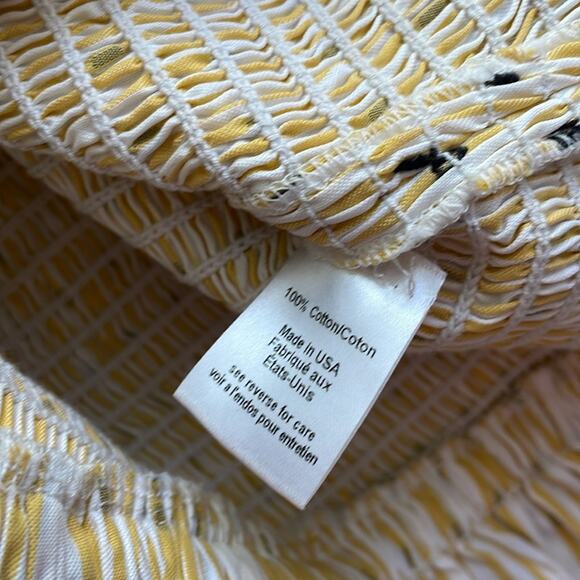 100% Cotton/Coton
Made in USA
Fabriqué aux
États-Unis
see reverse for care
voir a l'endos pour entretien